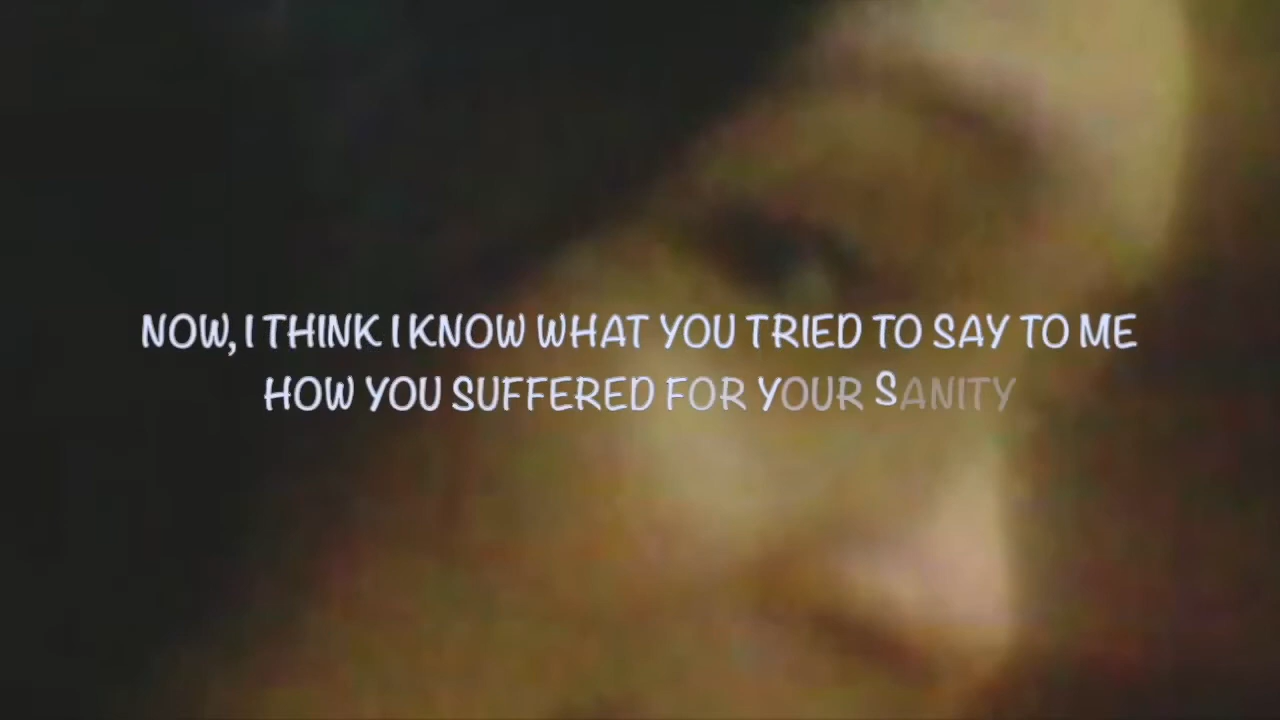 NOW, I THINK I KNOW WHAT YOU TRIED TO SAY TO ME
HOW YOU SUFFERED FOR YOUR SANITY